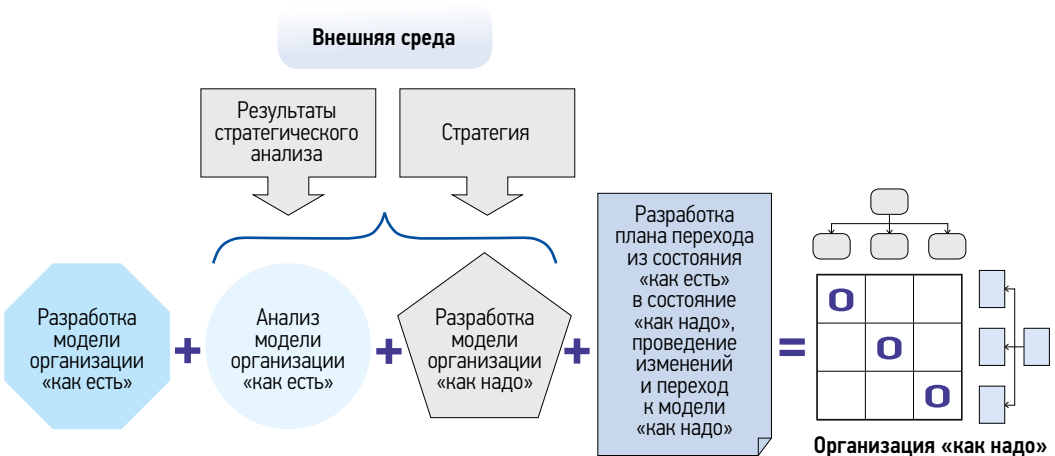 Внешняя среда
Результаты
стратегического
анализа
Стратегия
Разработка
модели
организации
«как есть»
+
Анализ
модели
организации
«как есть»
+
Разработка
модели
организации
«как надо»
+
Разработка
плана перехода
из состояния
«как есть»
в состояние
«как надо»,
проведение
изменений
и переход
к модели
«как надо»
=
О
О
О
Организация «как надо»